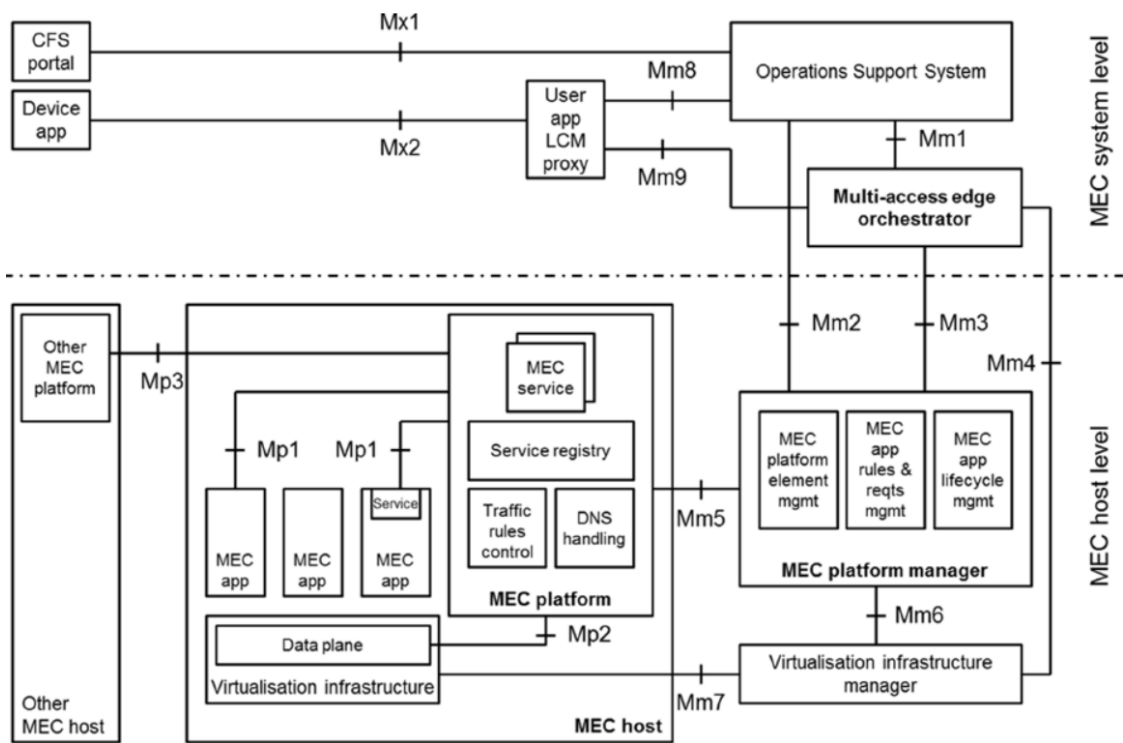 CFS
portal
Mx1
Operations Support System
Device
app
Mx2
User
app
LCM
proxy
Mm8
Mm9
Mm1
Multi-access edge
orchestrator
MEC system level
Other
MEC
platform
Mp3
MEC
service
Mm2
Mm3
Mm4
Mp1
Mp1
Service registry
Service
MEC
app
MEC
app
MEC
app
Traffic
rules
control
DNS
handling
MEC platform
Mm5
MEC
platform
element
mgmt
MEC
app
rules &
reqts
mgmt
MEC
app
lifecycle
mgmt
MEC platform manager
MEC host level
Mp2
Data plane
Virtualisation infrastructure
Mm6
Virtualisation infrastructure
manager
Mm7
Other
MEC host
MEC host